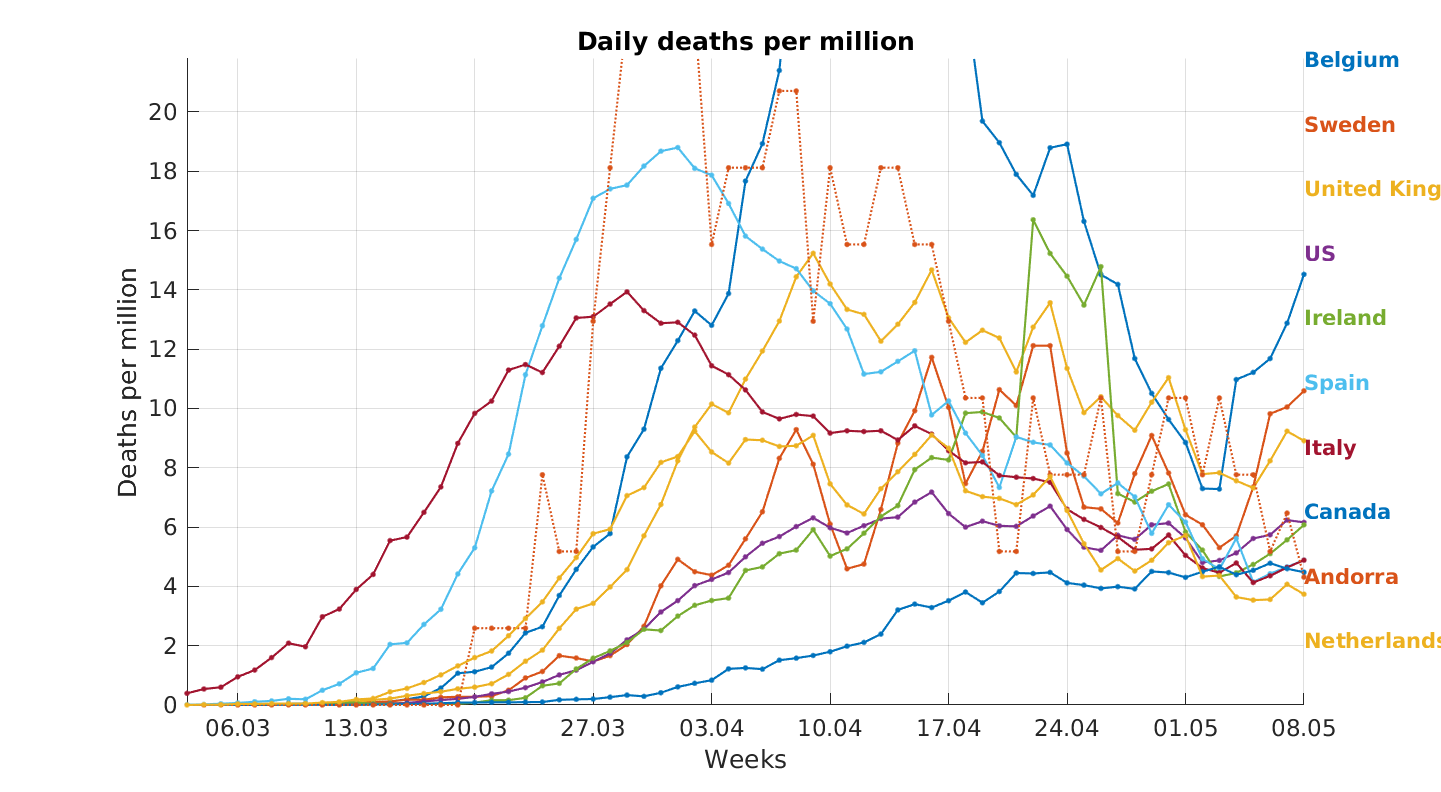 Daily deaths per million
Deaths per million
20
18
16
14
12
10
8
6
4
2
0
06.03
13.03
20.03
27.03
03.04
10.04
17.04
24.04
01.05
08.05
Weeks
Belgium
Sweden
United King
US
Ireland
Spain
Italy
Canada
Andorra
Netherlands